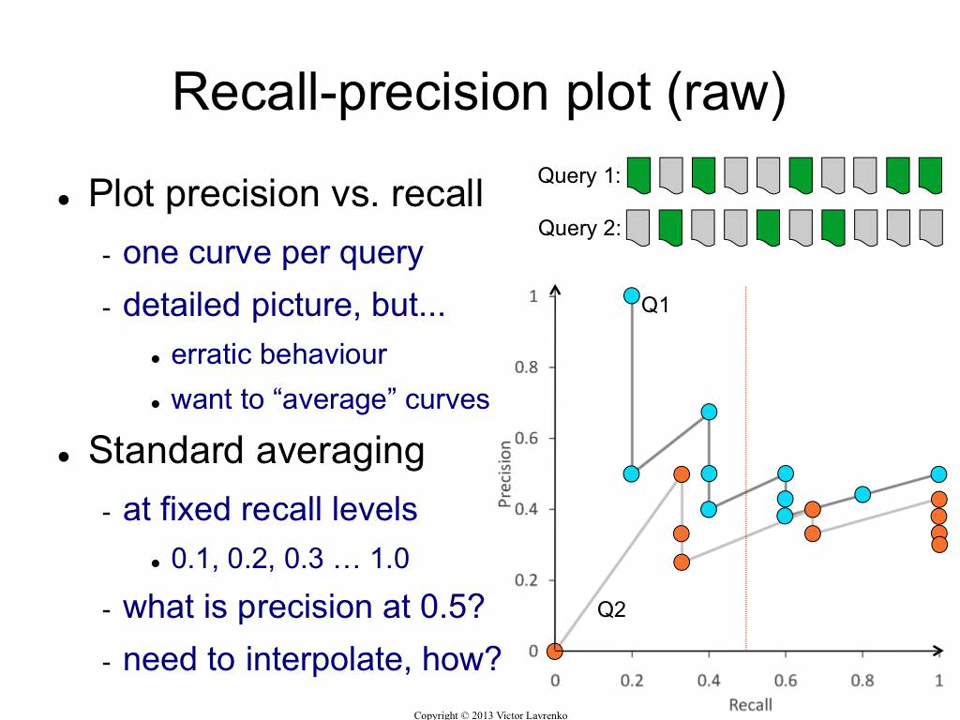 Recall-precision plot (raw)
● Plot precision vs. recall
- one curve per query
- detailed picture, but...
● erratic behaviour
● want to “average” curves
● Standard averaging
- at fixed recall levels
● 0.1, 0.2, 0.3 … 1.0
- what is precision at 0.5?
- need to interpolate, how?
Query 1:
Query 2:
Q1
Q2
Precision
1
0.8
0.6
0.4
0.2
0
0 0.2 0.4 0.6 0.8 1
Recall
Copyright © 2013 Victor Lavrenko